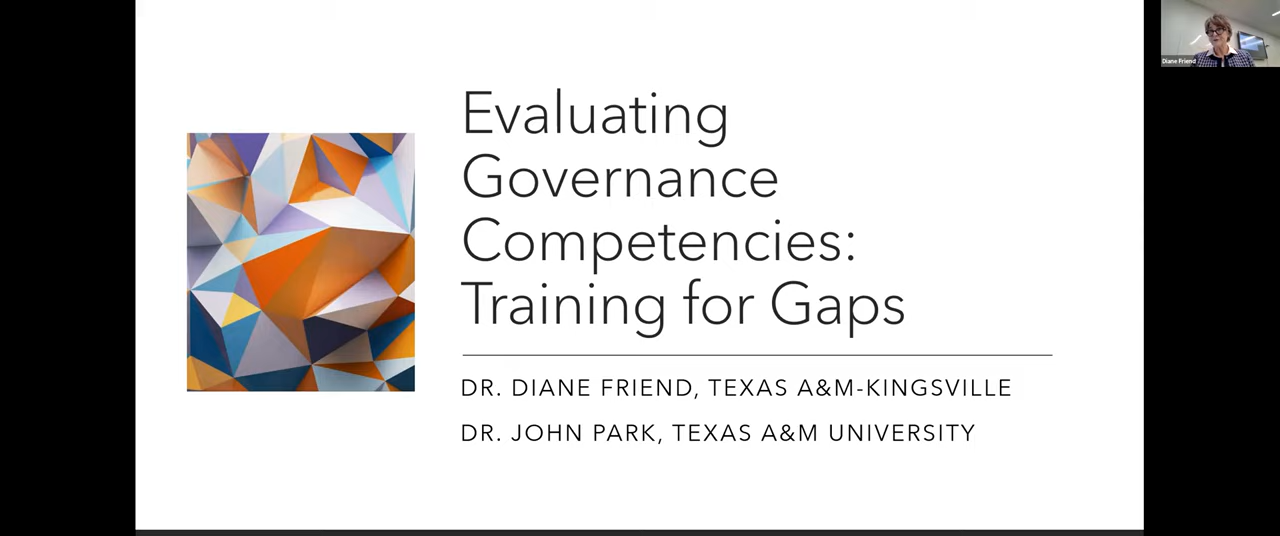 Evaluating
Governance
Competencies:
Training for Gaps
DR. DIANE FRIEND, TEXAS A&M-KINGSVILLE
DR. JOHN PARK, TEXAS A&M UNIVERSITY
Diane Friend